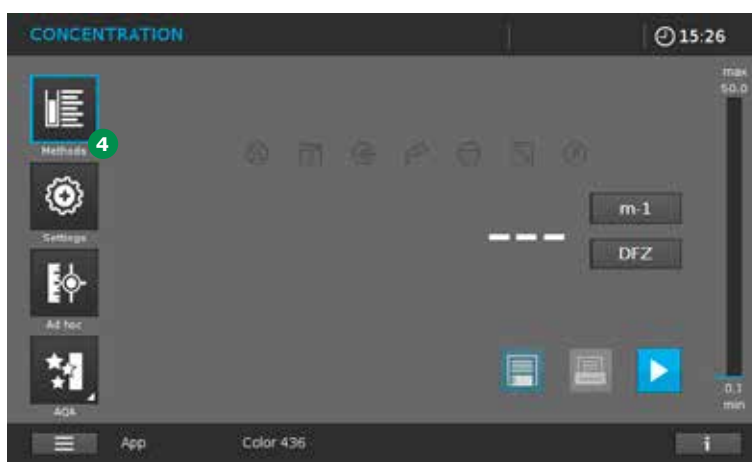 CONCENTRATION
15:26
max
50.0
Methods
4
m-1
Settings
DFZ
Ad hoc
0.1
min
AQA
App
Color 436
i